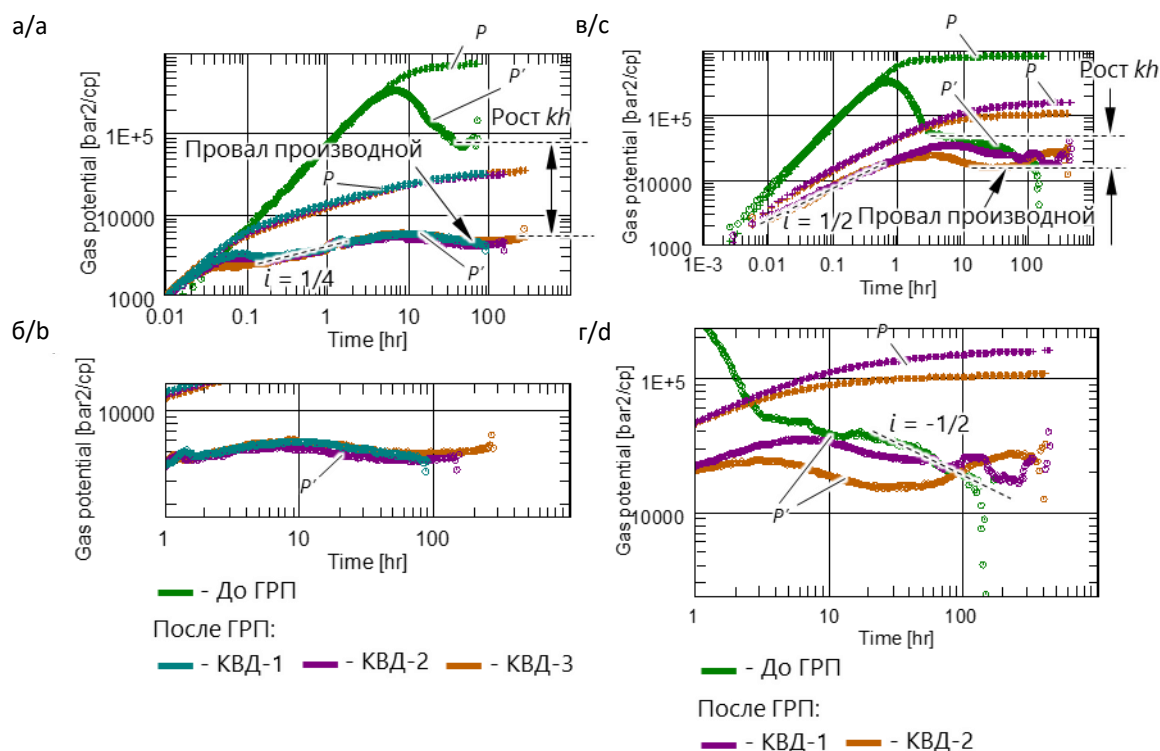 а/a
Gas potential [bar2/cp]
1E+5
10000
1000
0.01
0.1
1
10
100
Time [hr]
P
P'
Рост kh
Провал производной
P
P'
i = 1/4
в/c
Gas potential [bar2/cp]
1E+5
10000
1000
1E-3
0.01
0.1
1
10
100
Time [hr]
P
P
Рост kh
P'
Провал производной
i = 1/2
б/b
Gas potential [bar2/cp]
10000
P'
1
10
100
Time [hr]
- До ГРП
После ГРП:
- КВД-1 - КВД-2 - КВД-3
г/d
Gas potential [bar2/cp]
1E+5
10000
P
i = -1/2
P'
1
10
100
Time [hr]
- До ГРП
После ГРП:
- КВД-1 - КВД-2